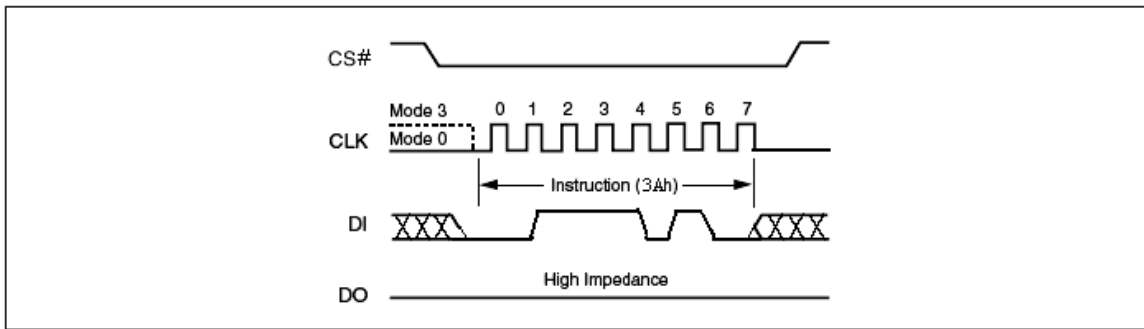 CS#
Mode 3
0 1 2 3 4 5 6 7
CLK
Mode 0
Instruction (3Ah)
DI
High Impedance
DO